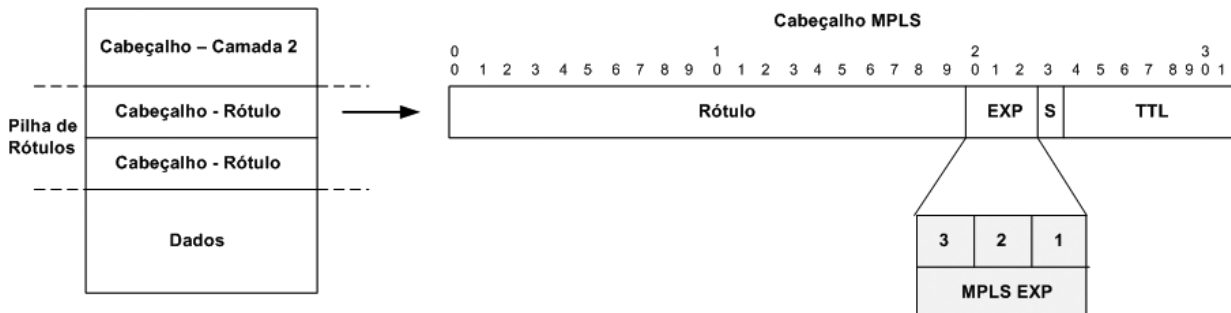 Cabeçalho MPLS
Cabeçalho – Camada 2
0 1 2 3
0 1 2 3 4 5 6 7 8 9 0 1 2 3 4 5 6 7 8 9 0 1 2 3 4 5 6 7 8 9 0 1
Pilha de
Rótulos
Cabeçalho - Rótulo
Cabeçalho - Rótulo
Rótulo EXP S TTL
Dados
3 2 1
MPLS EXP